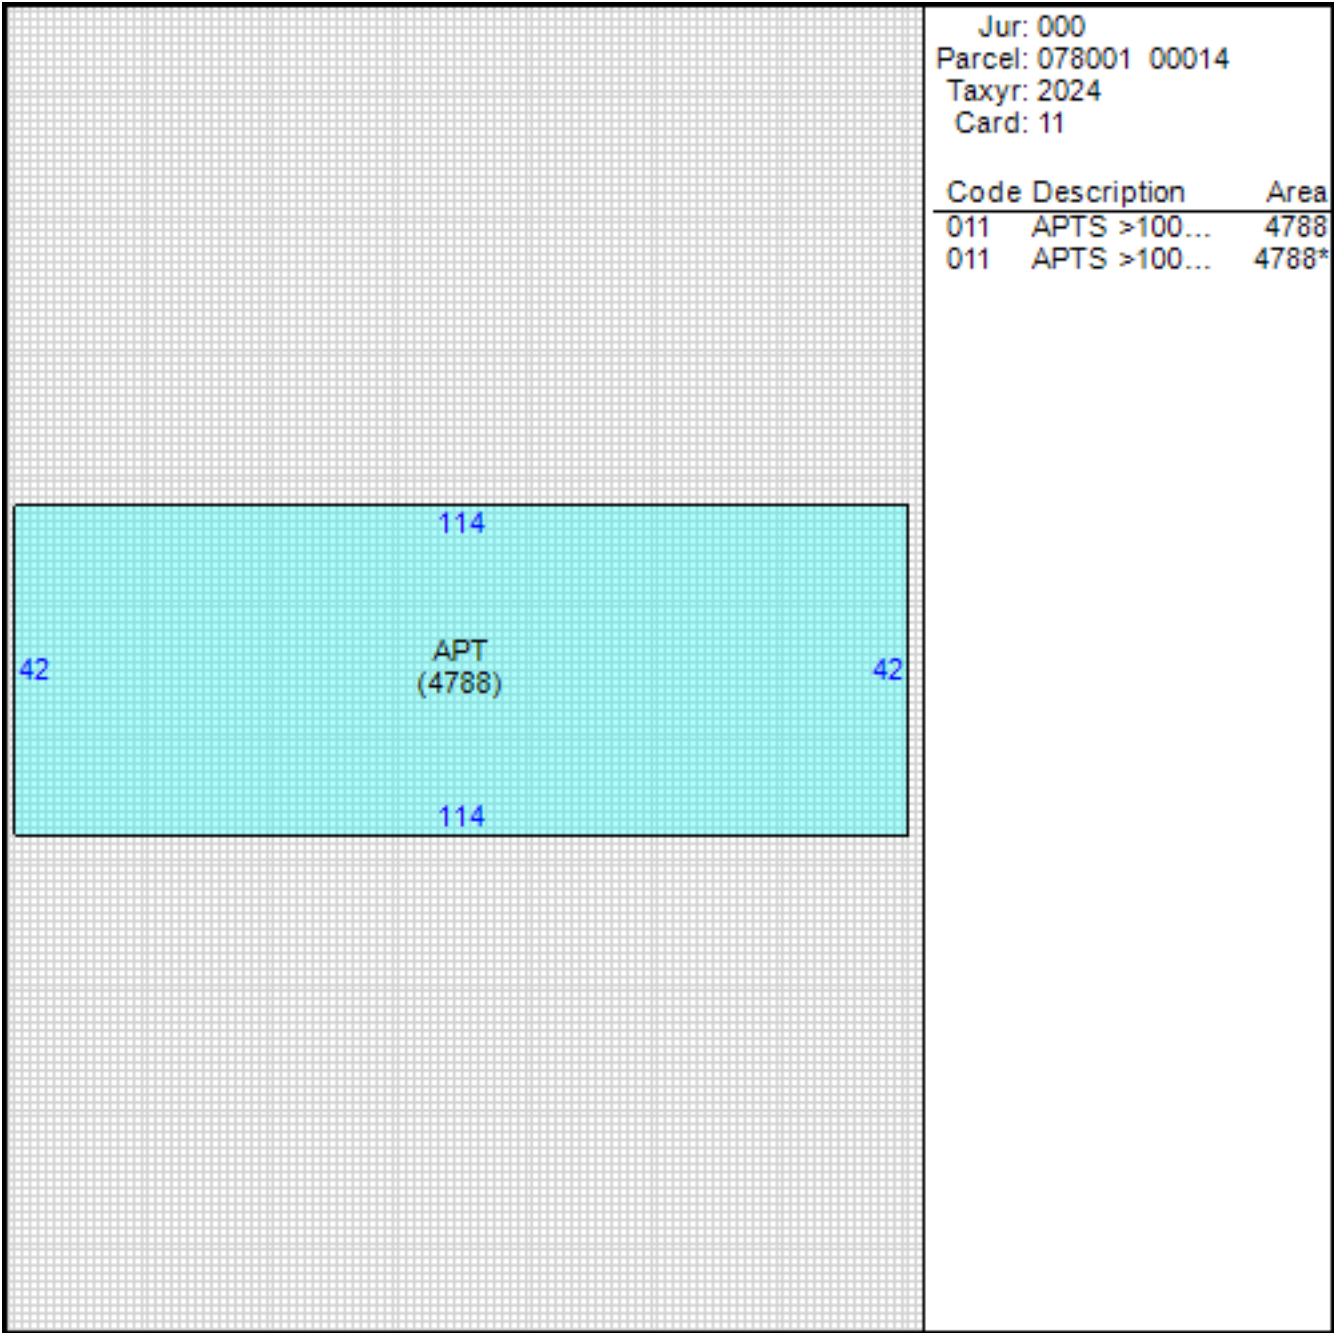 Jur: 000
Parcel: 078001 00014
Taxyr: 2024
Card: 11
Code Description Area
011 APTS >100... 4788
011 APTS >100... 4788*
114
APT
42 42
(4788)
114